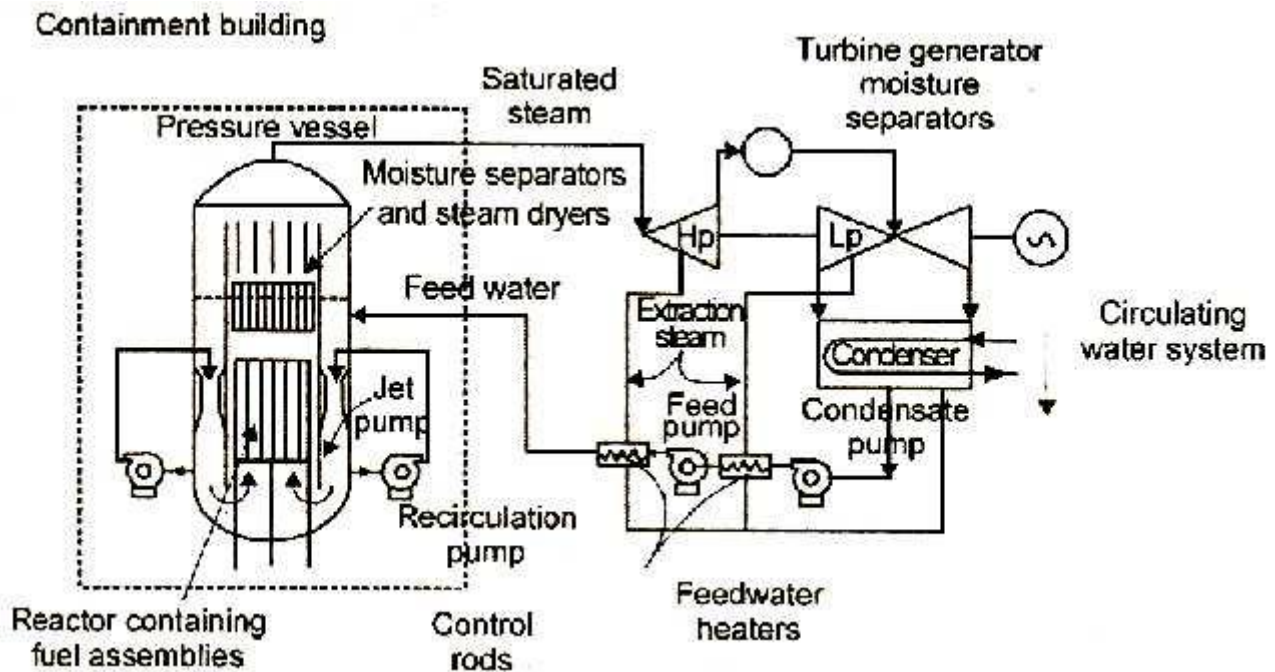 Containment building
Turbine generator
moisture
separators
Saturated
steam
Pressure vessel
Moisture separators
and steam dryers
Hp
Lp
Feed water
Extraction
steam
Condenser
Circulating
water system
Jet
pump
Feed
pump
Condensate
pump
Recirculation
pump
Reactor containing
fuel assemblies
Control
rods
Feedwater
heaters